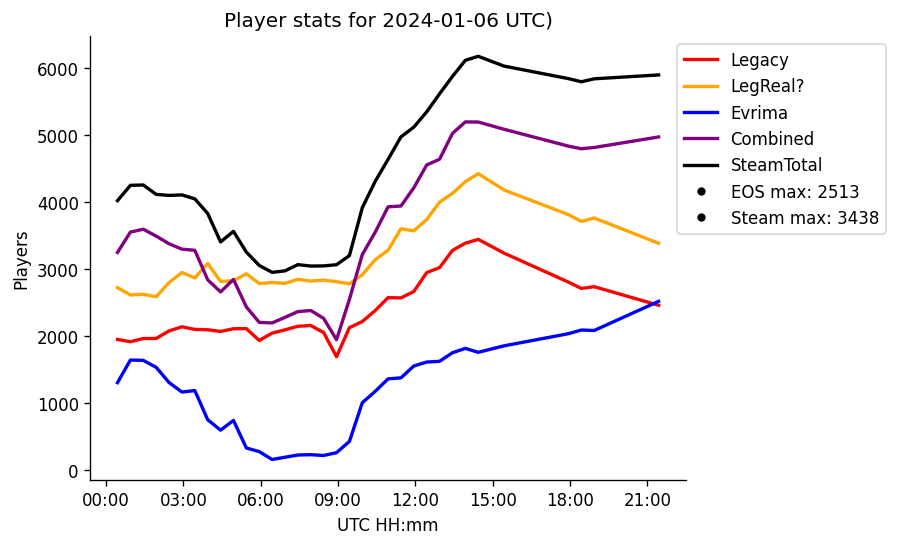 Player stats for 2024-01-06 UTC)
Legacy
LegReal?
Evrima
Combined
SteamTotal
EOS max: 2513
Steam max: 3438
Players
6000
5000
4000
3000
2000
1000
0
00:00 03:00 06:00 09:00 12:00 15:00 18:00 21:00
UTC HH:mm